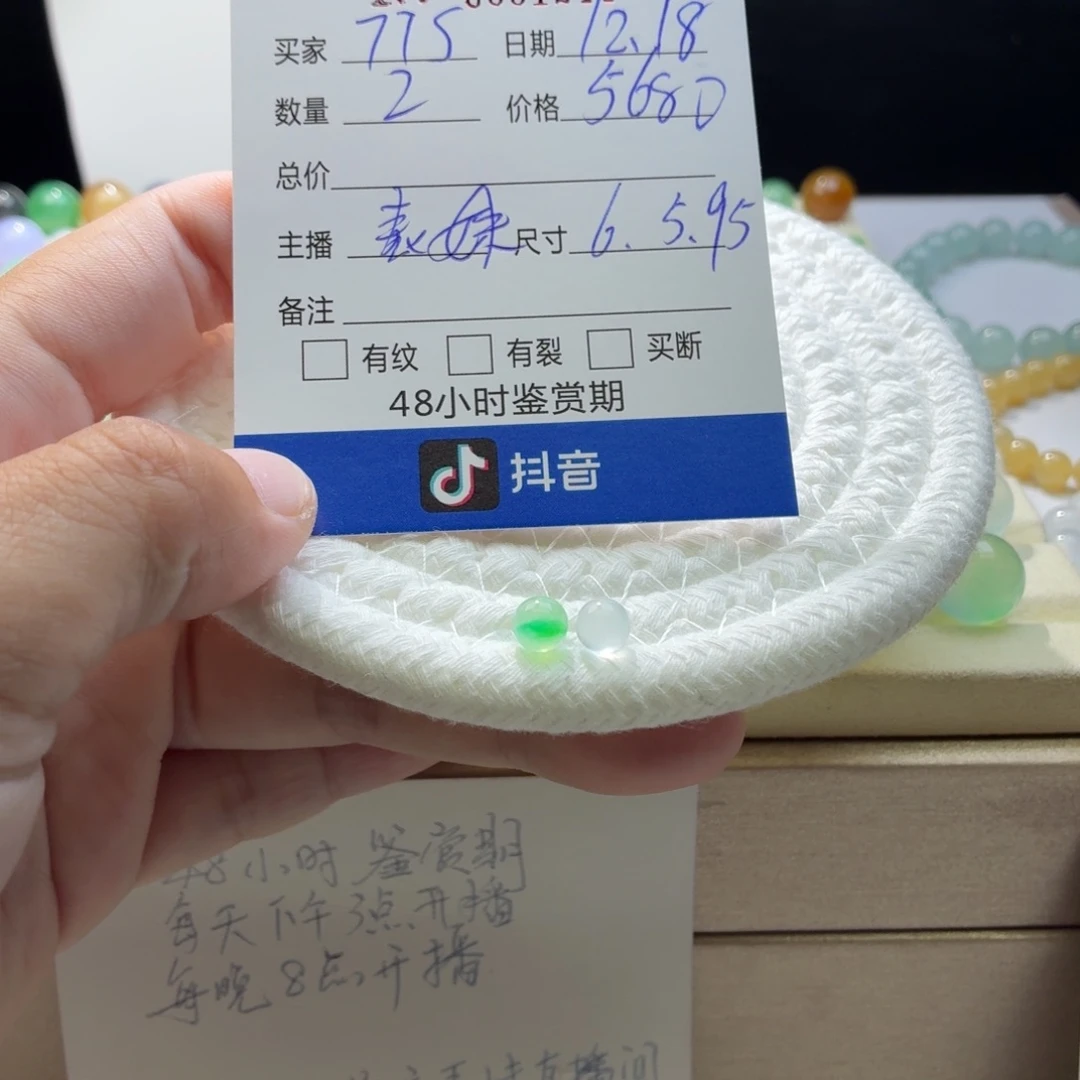 买家 775 日期 12.18
数量 2 价格 5680
总价
主播 尺寸 6. 5.95
备注
有纹 有裂 买断
48小时鉴赏期
抖音
48小时鉴赏期
每天下午3点开播
每晚8点开播
直播间